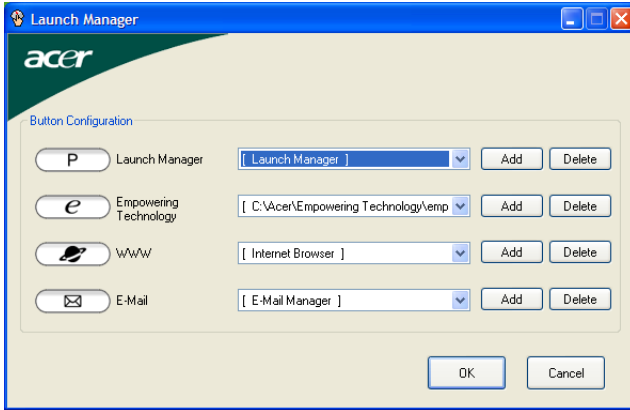 Launch Manager
acer
Button Configuration
P Launch Manager [ Launch Manager ] Add Delete
e Empowering Technology [ C:\Acer\Empowering Technology\emp Add Delete
WWW [ Internet Browser ] Add Delete
E-Mail [ E-Mail Manager ] Add Delete
OK Cancel